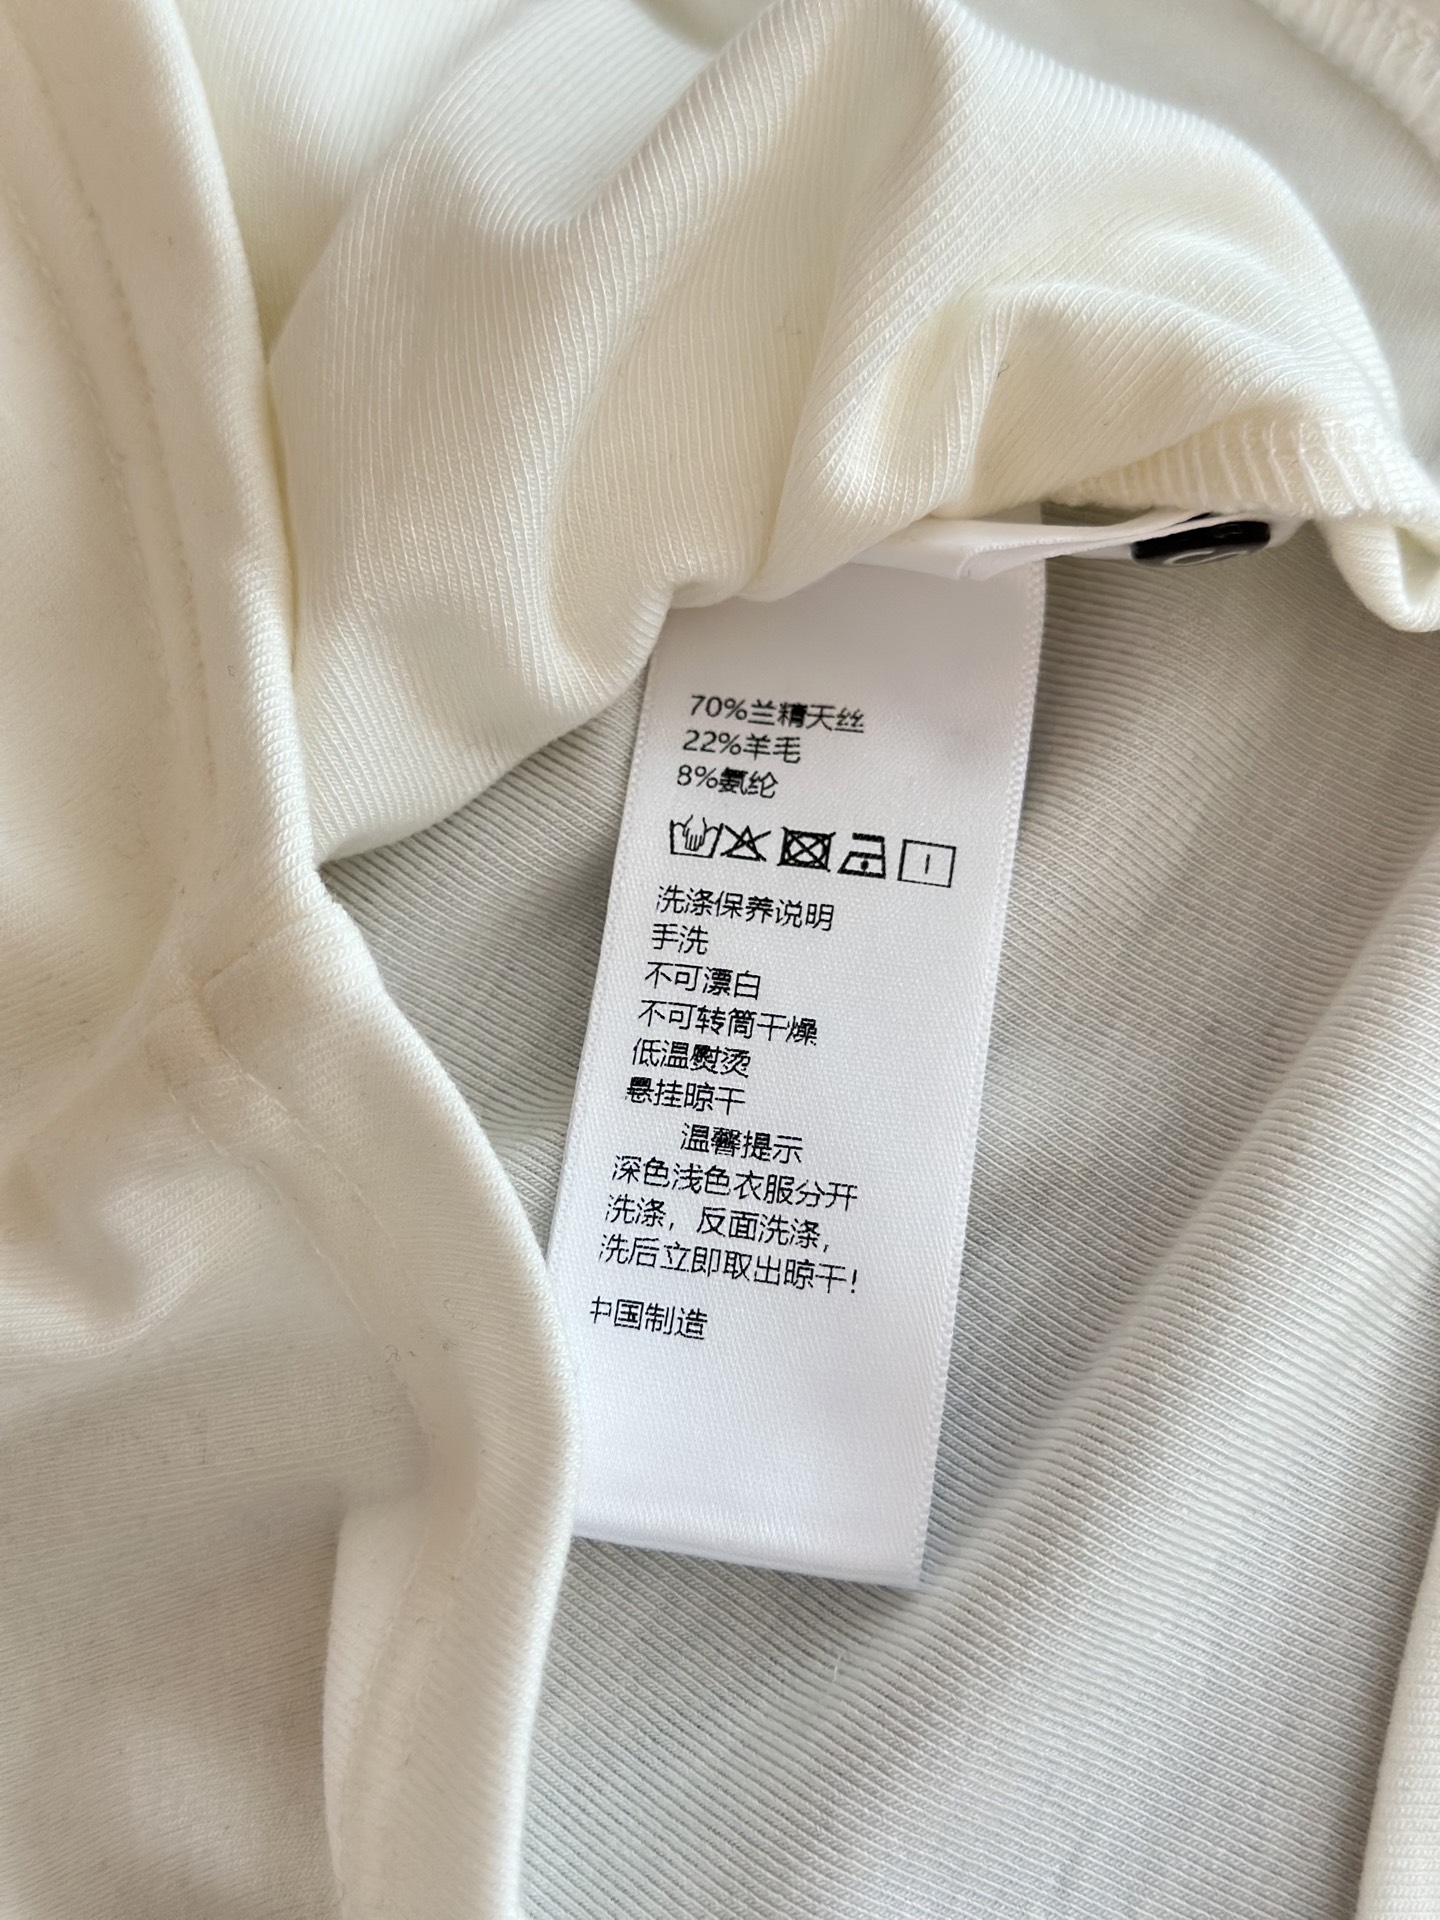 70%兰精天丝
22%羊毛
8%氨纶
洗涤保养说明
手洗
不可漂白
不可转筒干燥
低温熨烫
悬挂晾干
温馨提示
深色浅色衣服分开
洗涤，反面洗涤，
洗后立即取出晾干！
中国制造